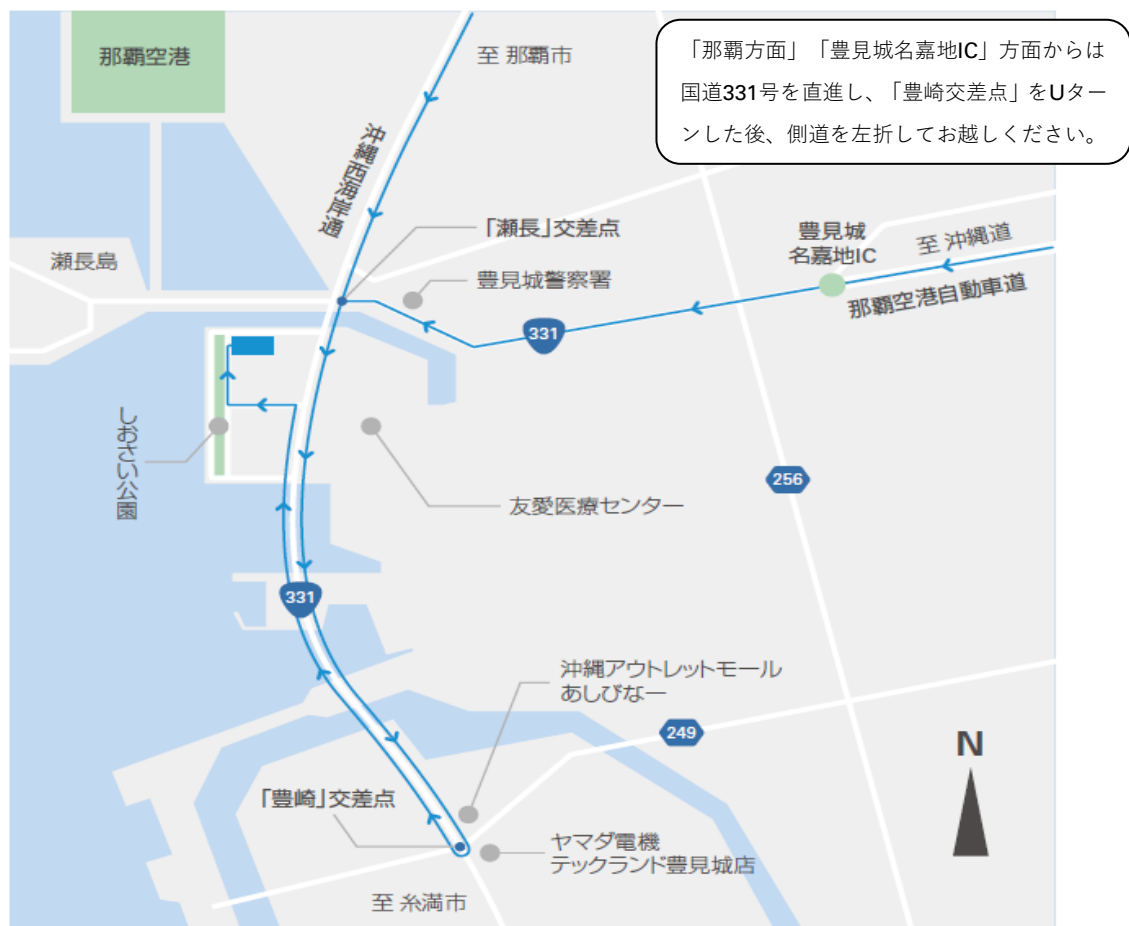 那覇空港
至 那覇市
「那覇方面」「豊見城名嘉地IC」方面からは
国道331号を直進し、「豊崎交差点」をUター
ンした後、側道を左折してお越しください。
沖縄西海岸道
「瀬長」交差点
瀬長島
豊見城警察署
豊見城
名嘉地IC
至 沖縄道
那覇空港自動車道
331
しおさい公園
256
友愛医療センター
331
沖縄アウトレットモール
あしびなー
249
N
「豊崎」交差点
ヤマダ電機
テックランド豊見城店
至 糸満市